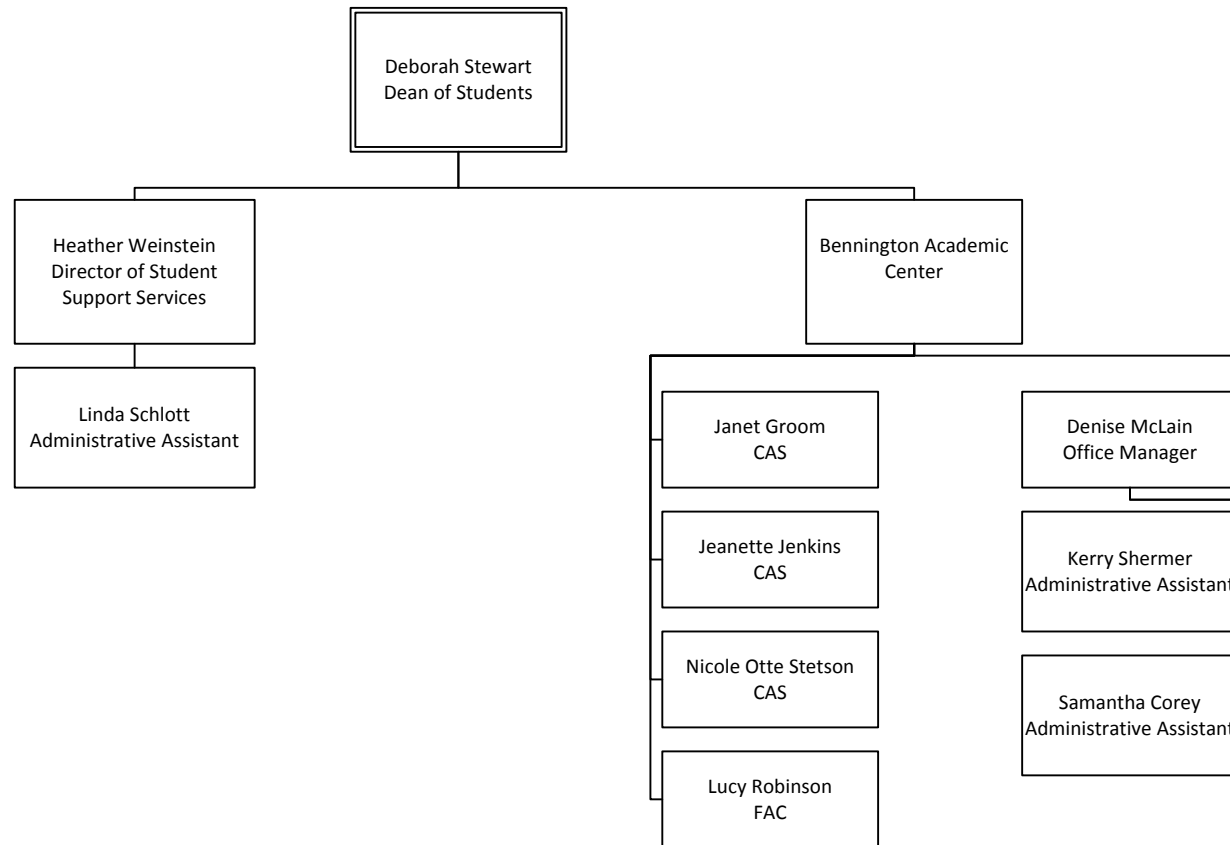 Deborah Stewart
Dean of Students
Heather Weinstein
Director of Student
Support Services
Bennington Academic
Center
Linda Schlott
Administrative Assistant
Janet Groom
CAS
Denise McLain
Office Manager
Jeanette Jenkins
CAS
Kerry Shermer
Administrative Assistant
Nicole Otte Stetson
CAS
Samantha Corey
Administrative Assistant
Lucy Robinson
FAC